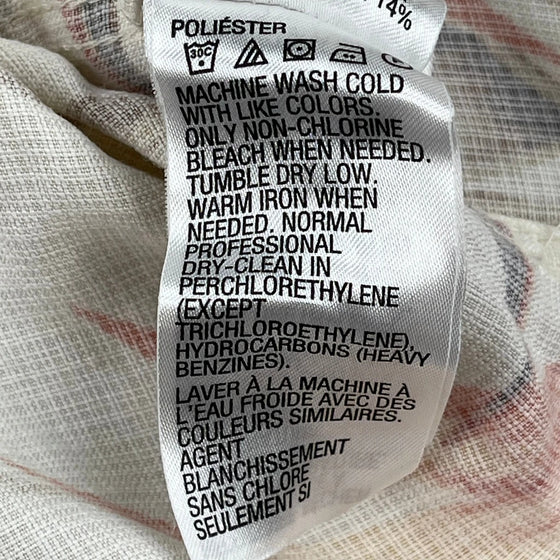 14%
POLIÉSTER
30C
MACHINE WASH COLD
WITH LIKE COLORS.
ONLY NON-CHLORINE
BLEACH WHEN NEEDED.
TUMBLE DRY LOW.
WARM IRON WHEN
NEEDED. NORMAL
PROFESSIONAL
DRY-CLEAN IN
PERCHLORETHYLENE
(EXCEPT
TRICHLOROETHYLENE),
HYDROCARBONS (HEAVY
BENZINES).
LAVER À LA MACHINE À
L'EAU FROIDE AVEC DES
COULEURS SIMILAIRES.
AGENT
BLANCHISSEMENT
SANS CHLORE
SEULEMENT SI